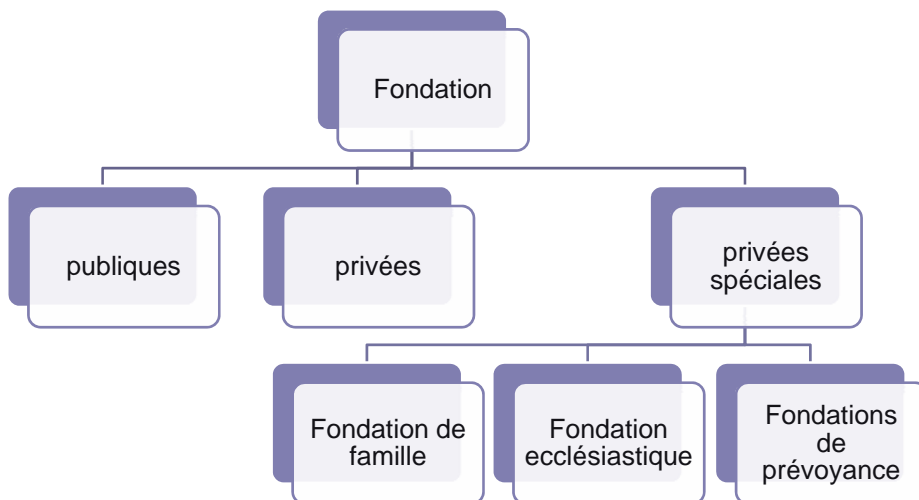 Fondation
publiques
privées
privées
spéciales
Fondation de
famille
Fondation
ecclésiastique
Fondations
de
prévoyance